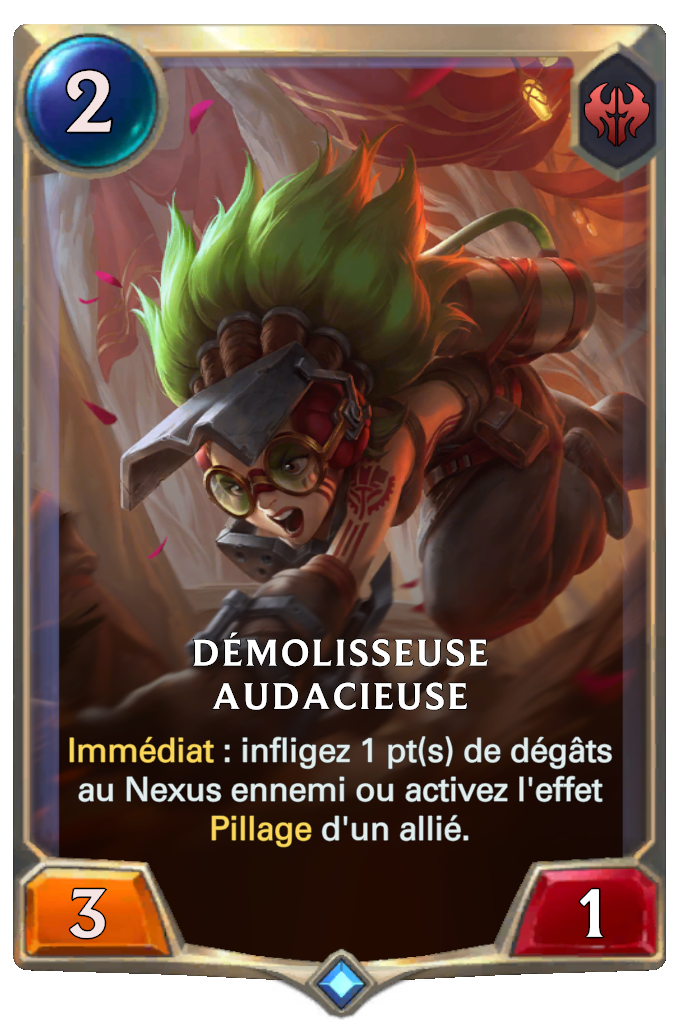 2
DÉMOLISSEUSE
AUDACIEUSE
Immédiat : infligez 1 pt(s) de dégâts
au Nexus ennemi ou activez l'effet
Pillage d'un allié.
3
1